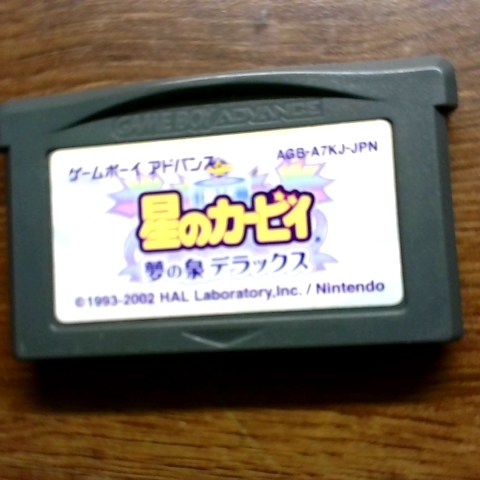 GAME BOY ADVANCE
ゲームボーイ アドバンス
AGB-A7KJ-JPN
星のカービィ
夢の泉デラックス
©1993-2002 HAL Laboratory,Inc. / Nintendo